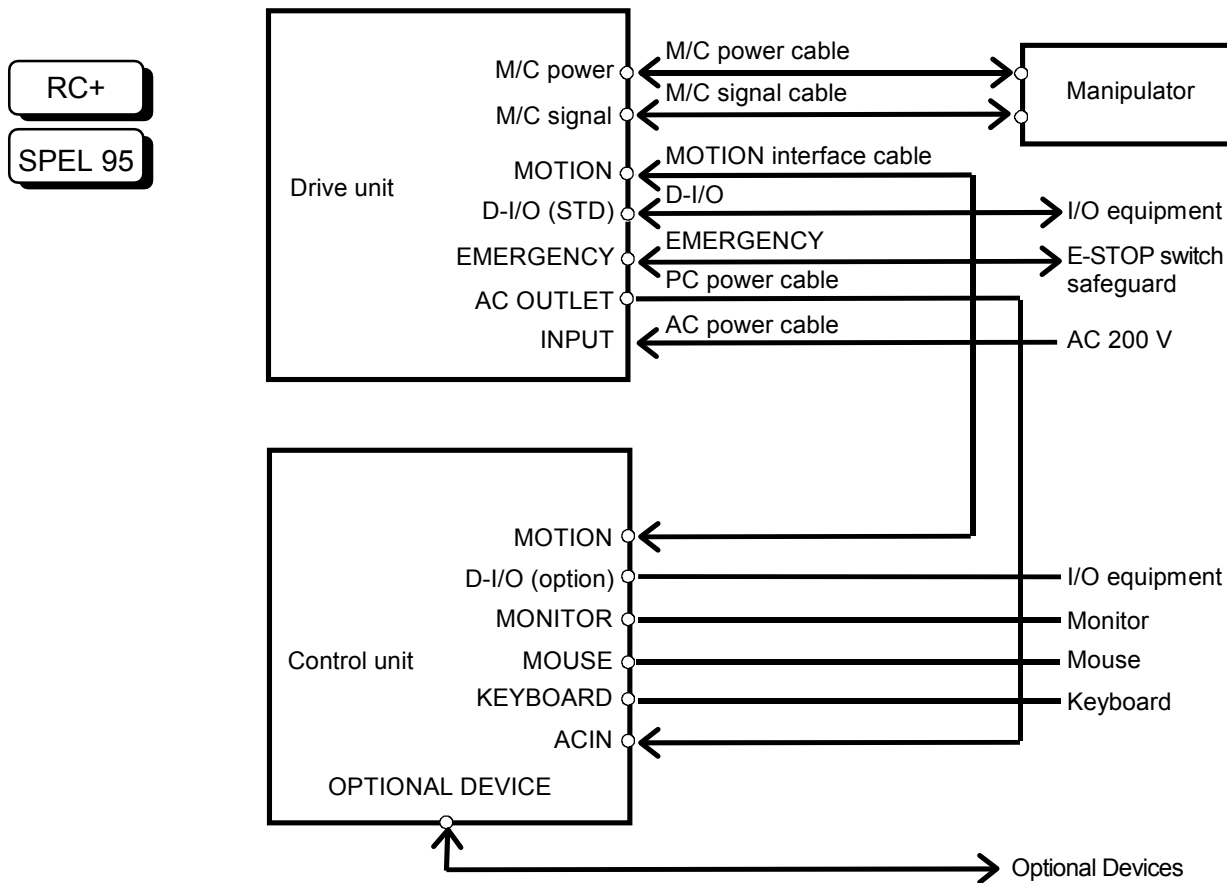 RC+
SPEL 95
Drive unit
M/C power
M/C signal
MOTION
D-I/O (STD)
EMERGENCY
AC OUTLET
INPUT
M/C power cable
M/C signal cable
MOTION interface cable
D-I/O
EMERGENCY
PC power cable
AC power cable
Manipulator
I/O equipment
E-STOP switch
safeguard
AC 200 V
Control unit
MOTION
D-I/O (option)
MONITOR
MOUSE
KEYBOARD
ACIN
OPTIONAL DEVICE
I/O equipment
Monitor
Mouse
Keyboard
Optional Devices